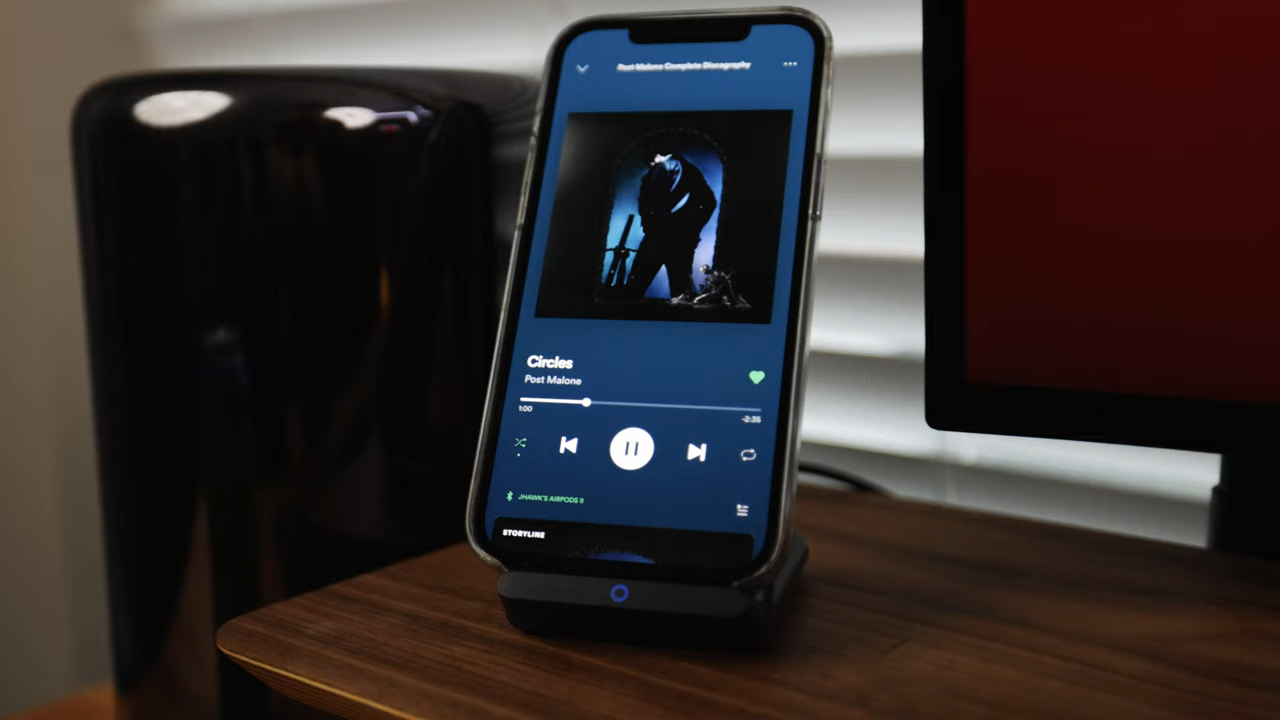 Post Malone Complete Discography
Circles
Post Malone
1:00
-2:35
JHAWK'S AIRPODS II
STORYLINE